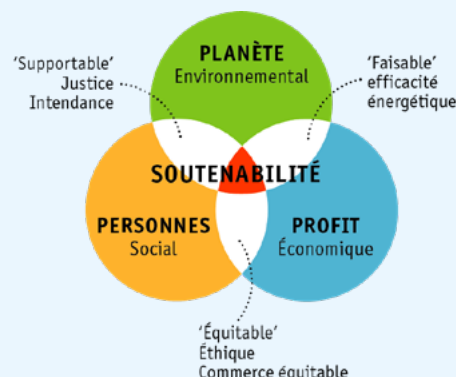 PLANÈTE
Environnemental
'Supportable'
Justice
Intendance
'Faisable'
efficacité
énergétique
SOUTENABILITÉ
PERSONNES
Social
PROFIT
Économique
'Équitable'
Éthique
Commerce équitable